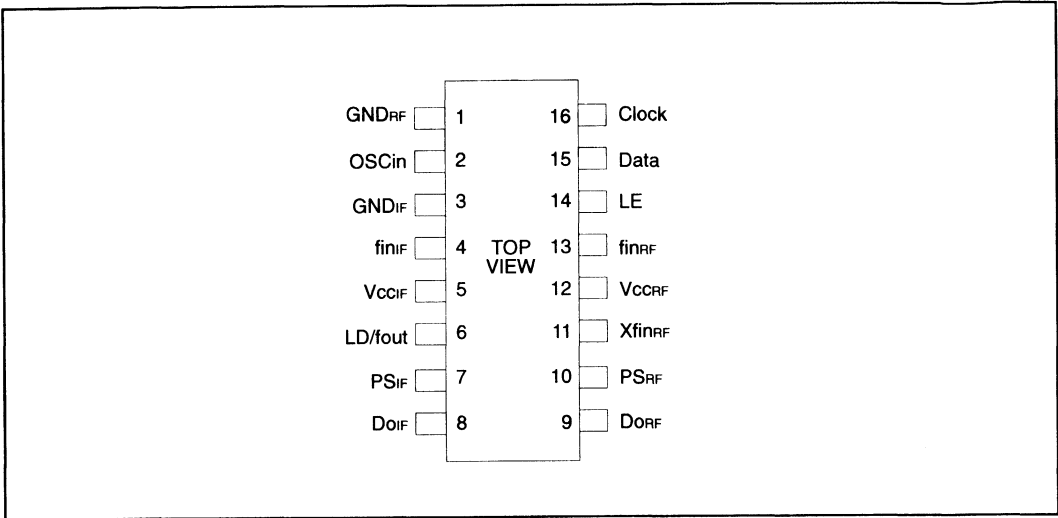 GNDRF 1 16 Clock
OSCin 2 15 Data
GNDIF 3 14 LE
finIF 4 TOP VIEW 13 finRF
VccIF 5 12 VccRF
LD/fout 6 11 XfinRF
PSIF 7 10 PSRF
DoIF 8 9 DoRF